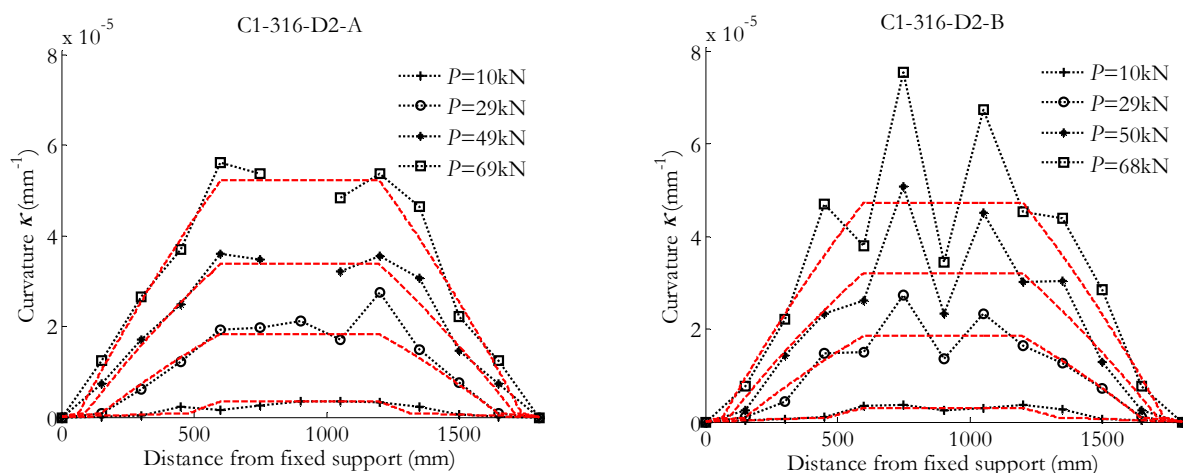 C1-316-D2-A
x 10⁻⁵
8
6
4
2
0
Curvature κ (mm⁻¹)
P=10kN
P=29kN
P=49kN
P=69kN
0 500 1000 1500
Distance from fixed support (mm)
C1-316-D2-B
x 10⁻⁵
8
6
4
2
0
Curvature κ (mm⁻¹)
P=10kN
P=29kN
P=50kN
P=68kN
0 500 1000 1500
Distance from fixed support (mm)